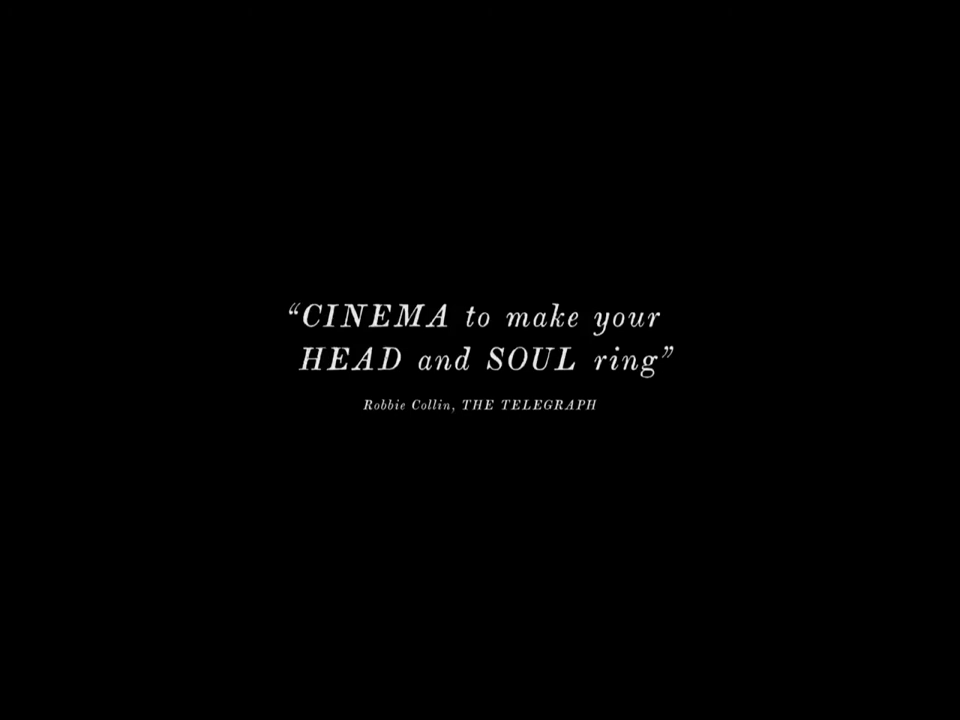 “CINEMA to make your
HEAD and SOUL ring”
Robbie Collin, THE TELEGRAPH